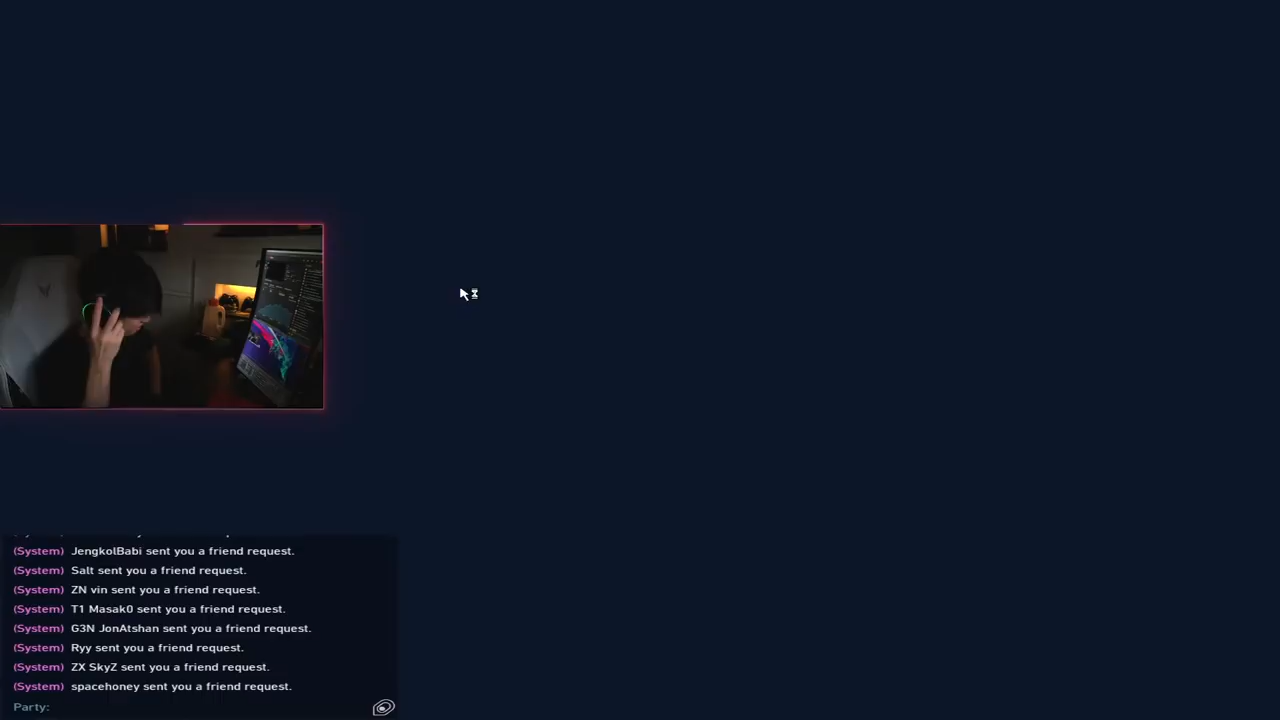 (System) JengkolBabi sent you a friend request.
(System) Salt sent you a friend request.
(System) ZN vin sent you a friend request.
(System) T1 Masak0 sent you a friend request.
(System) G3N JonAtshan sent you a friend request.
(System) Ryy sent you a friend request.
(System) ZX SkyZ sent you a friend request.
(System) spacehoney sent you a friend request.
Party: